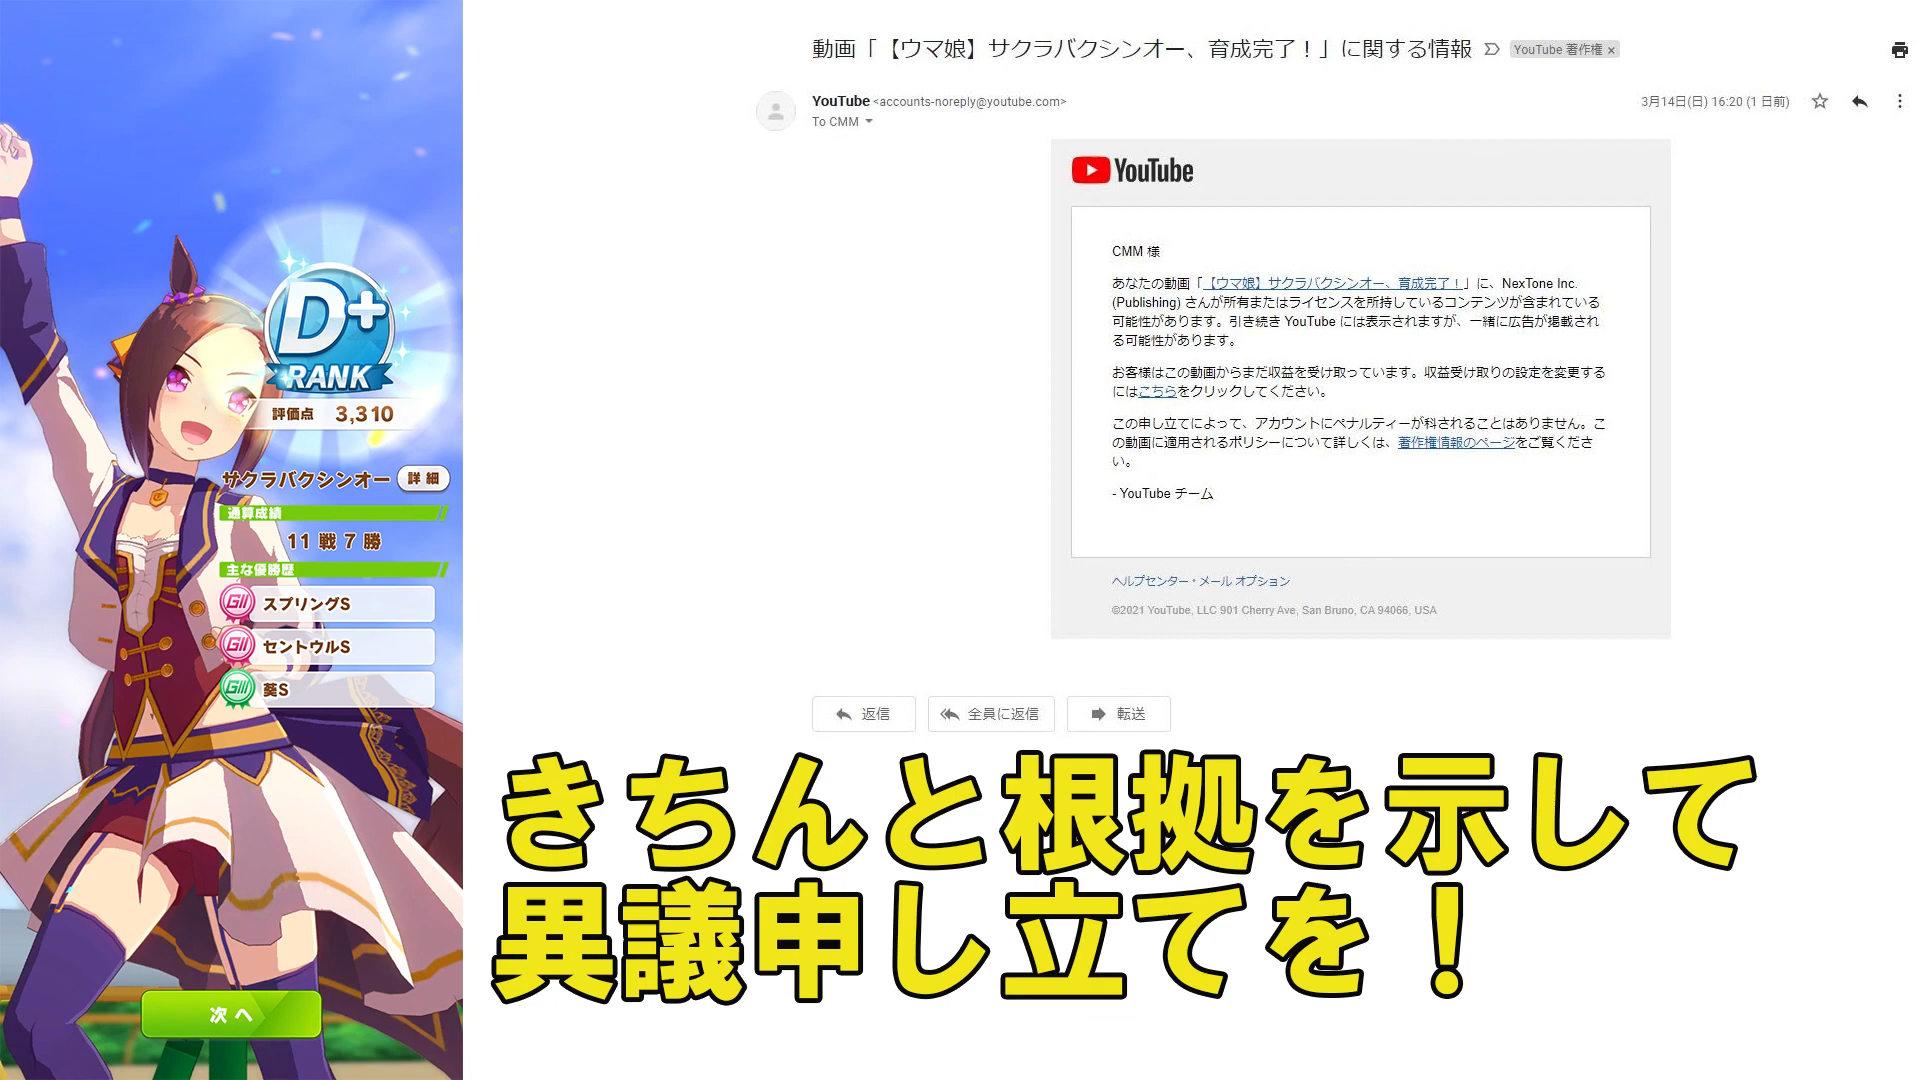 D+
RANK
評価点 3,310
サクラバクシンオー 詳細
通算成績
11戦7勝
主な優勝歴
GII スプリングS
GII セントウルS
GIII 葵S
次へ
動画「【ウマ娘】サクラバクシンオー、育成完了！」に関する情報 YouTube 著作権 ×
YouTube <accounts-noreply@youtube.com> 3月14日(日) 16:20 (1 日前)
To CMM
YouTube
CMM 様
あなたの動画「【ウマ娘】サクラバクシンオー、育成完了！」に、NexTone Inc.
(Publishing) さんが所有またはライセンスを所持しているコンテンツが含まれている
可能性があります。引き続き YouTube には表示されますが、一緒に広告が掲載され
る可能性があります。
お客様はこの動画からまだ収益を受け取っています。収益受け取りの設定を変更する
にはこちらをクリックしてください。
この申し立てによって、アカウントにペナルティーが科されることはありません。こ
の動画に適用されるポリシーについて詳しくは、著作権情報のページをご覧くださ
い。
- YouTube チーム
ヘルプセンター・メール オプション
©2021 YouTube, LLC 901 Cherry Ave, San Bruno, CA 94066, USA
返信 全員に返信 転送
きちんと根拠を示して
異議申し立てを！